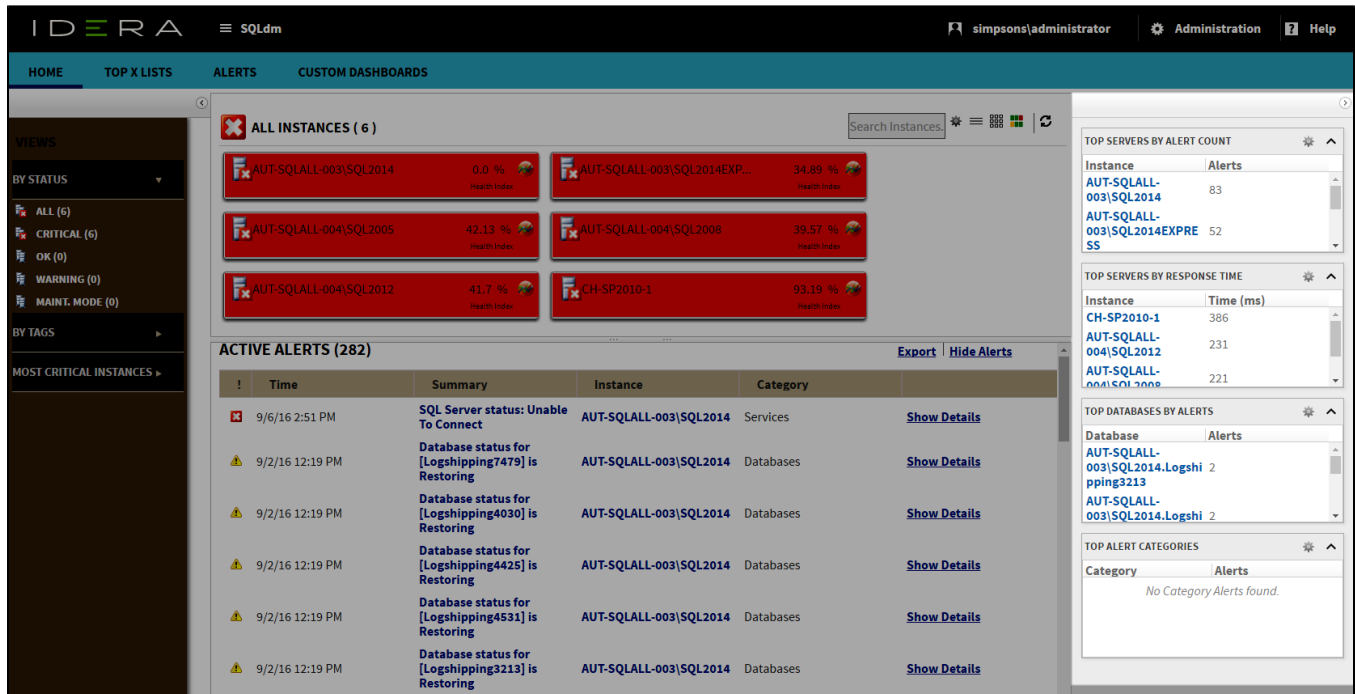 IDERA
SQLdm
simpsons\administrator
Administration
? Help
HOME TOP X LISTS ALERTS CUSTOM DASHBOARDS
VIEWS
BY STATUS
ALL (6)
CRITICAL (6)
OK (0)
WARNING (0)
MAINT. MODE (0)
BY TAGS
MOST CRITICAL INSTANCES
ALL INSTANCES ( 6 )
Search Instances.
AUT-SQLALL-003\SQL2014 0.0 %
Health Index
AUT-SQLALL-003\SQL2014EXP... 34.89 %
Health Index
AUT-SQLALL-004\SQL2005 42.13 %
Health Index
AUT-SQLALL-004\SQL2008 39.57 %
Health Index
AUT-SQLALL-004\SQL2012 41.7 %
Health Index
CH-SP2010-1 93.19 %
Health Index
ACTIVE ALERTS (282)
Export Hide Alerts
! Time Summary Instance Category
9/6/16 2:51 PM SQL Server status: Unable AUT-SQLALL-003\SQL2014 Services Show Details
To Connect
Database status for
9/2/16 12:19 PM [Logshipping7479] is AUT-SQLALL-003\SQL2014 Databases Show Details
Restoring
Database status for
9/2/16 12:19 PM [Logshipping4030] is AUT-SQLALL-003\SQL2014 Databases Show Details
Restoring
Database status for
9/2/16 12:19 PM [Logshipping4425] is AUT-SQLALL-003\SQL2014 Databases Show Details
Restoring
Database status for
9/2/16 12:19 PM [Logshipping4531] is AUT-SQLALL-003\SQL2014 Databases Show Details
Restoring
Database status for
9/2/16 12:19 PM [Logshipping3213] is AUT-SQLALL-003\SQL2014 Databases Show Details
Restoring
TOP SERVERS BY ALERT COUNT
Instance Alerts
AUT-SQLALL-
003\SQL2014 83
AUT-SQLALL-
003\SQL2014EXPRE 52
SS
TOP SERVERS BY RESPONSE TIME
Instance Time (ms)
CH-SP2010-1 386
AUT-SQLALL-
004\SQL2012 231
AUT-SQLALL-
004\SQL2008 221
TOP DATABASES BY ALERTS
Database Alerts
AUT-SQLALL-
003\SQL2014.Logshi 2
pping3213
AUT-SQLALL-
003\SQL2014.Logshi 2
TOP ALERT CATEGORIES
Category Alerts
No Category Alerts found.